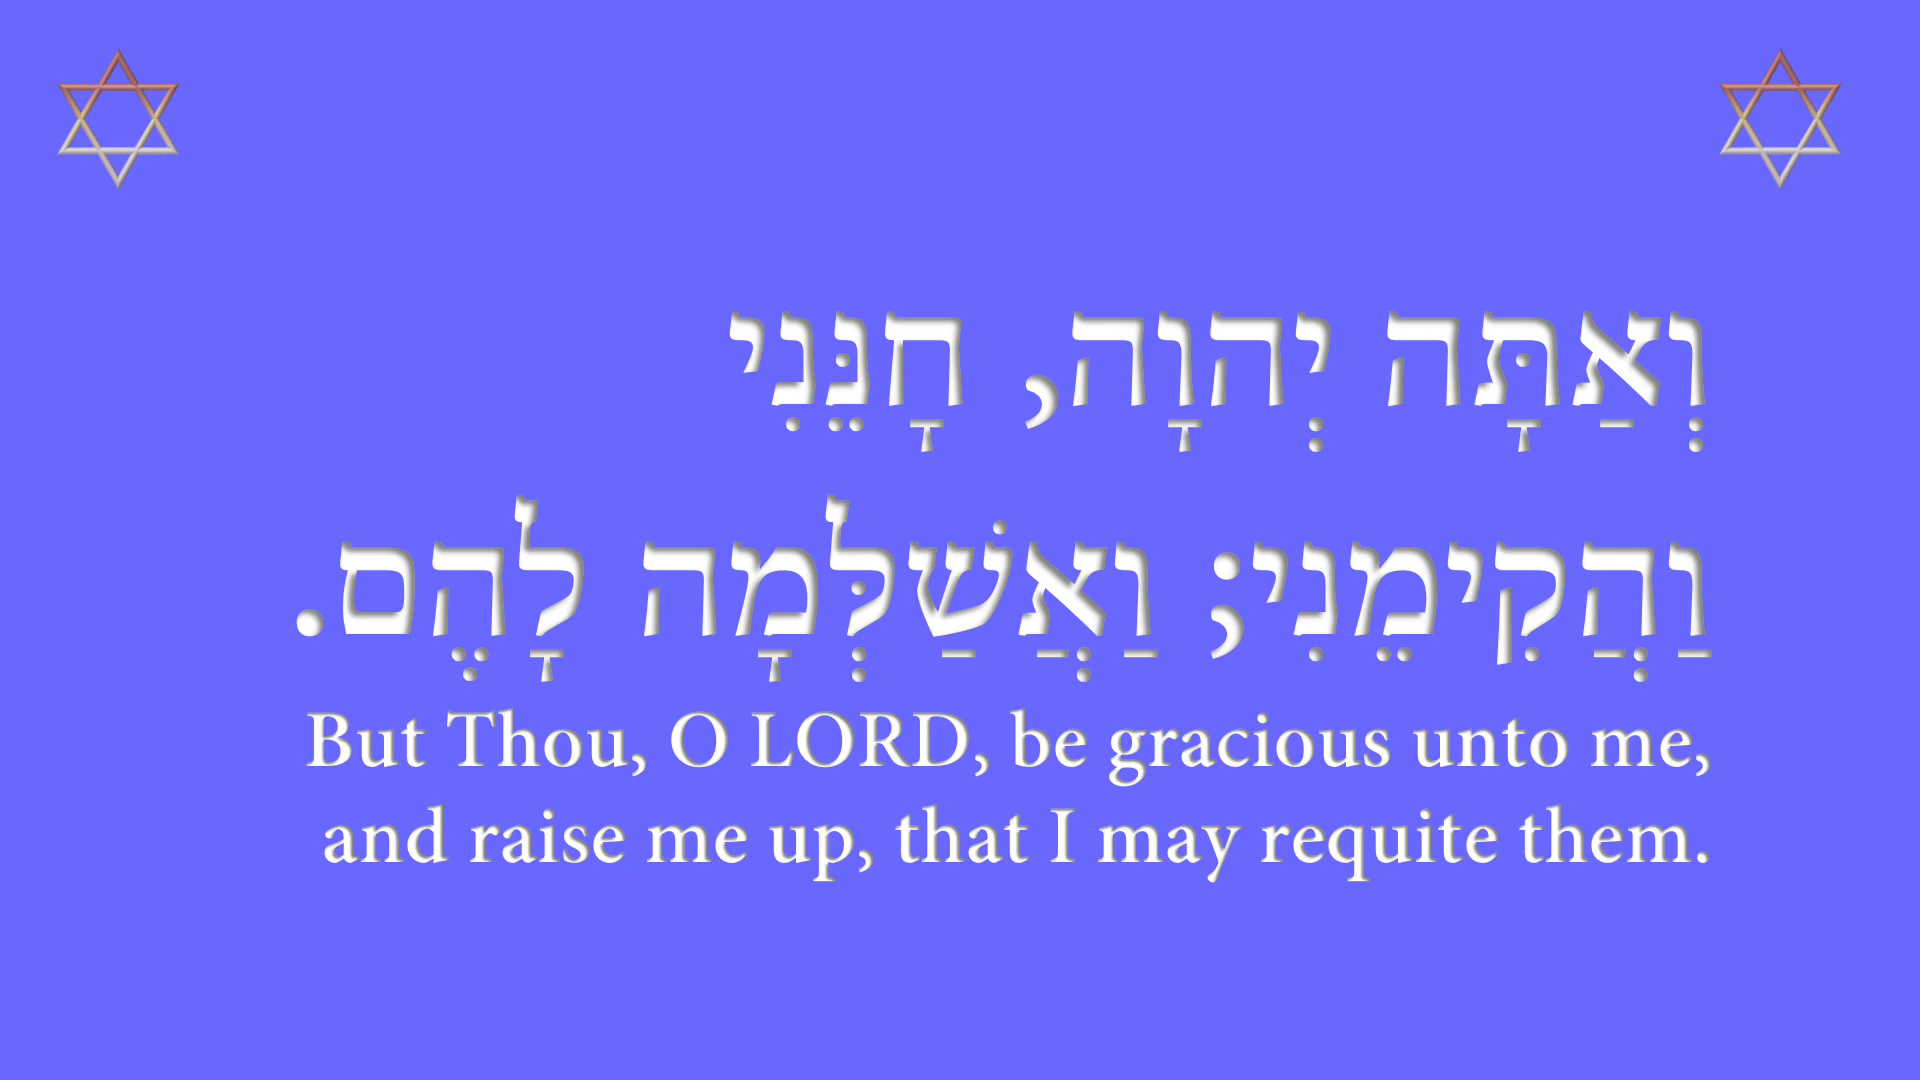 וְאַתָּה יְהוָה, חָנֵּנִי
וַהֲקִימֵנִי; וַאֲשַׁלְּמָה לָהֶם.
But Thou, O LORD, be gracious unto me,
and raise me up, that I may requite them.